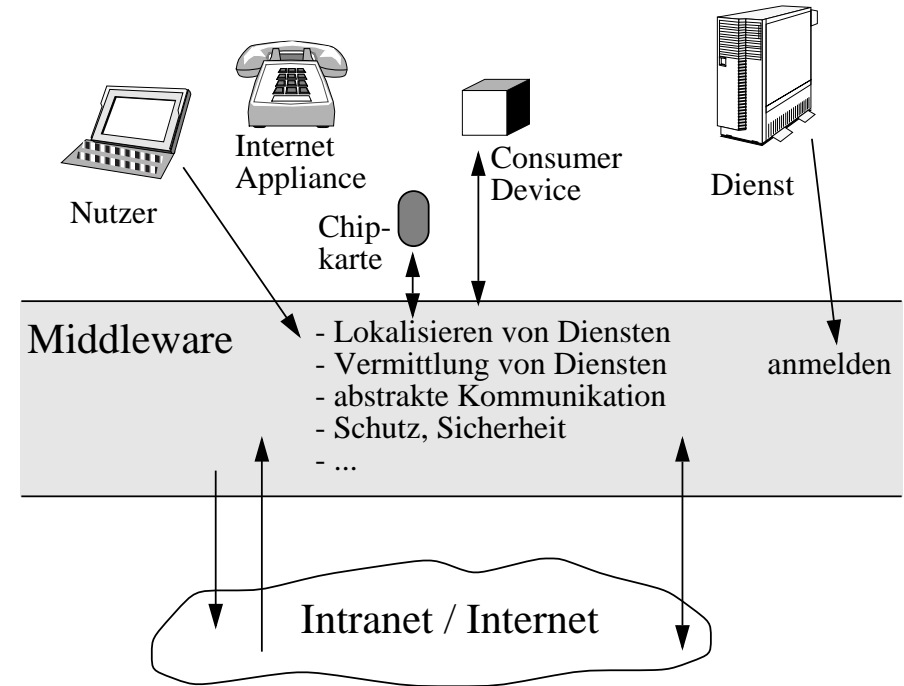 Internet
Appliance
Nutzer
Chip-
karte
Consumer
Device
Dienst
Middleware
- Lokalisieren von Diensten
- Vermittlung von Diensten
- abstrakte Kommunikation
- Schutz, Sicherheit
- ...
anmelden
Intranet / Internet